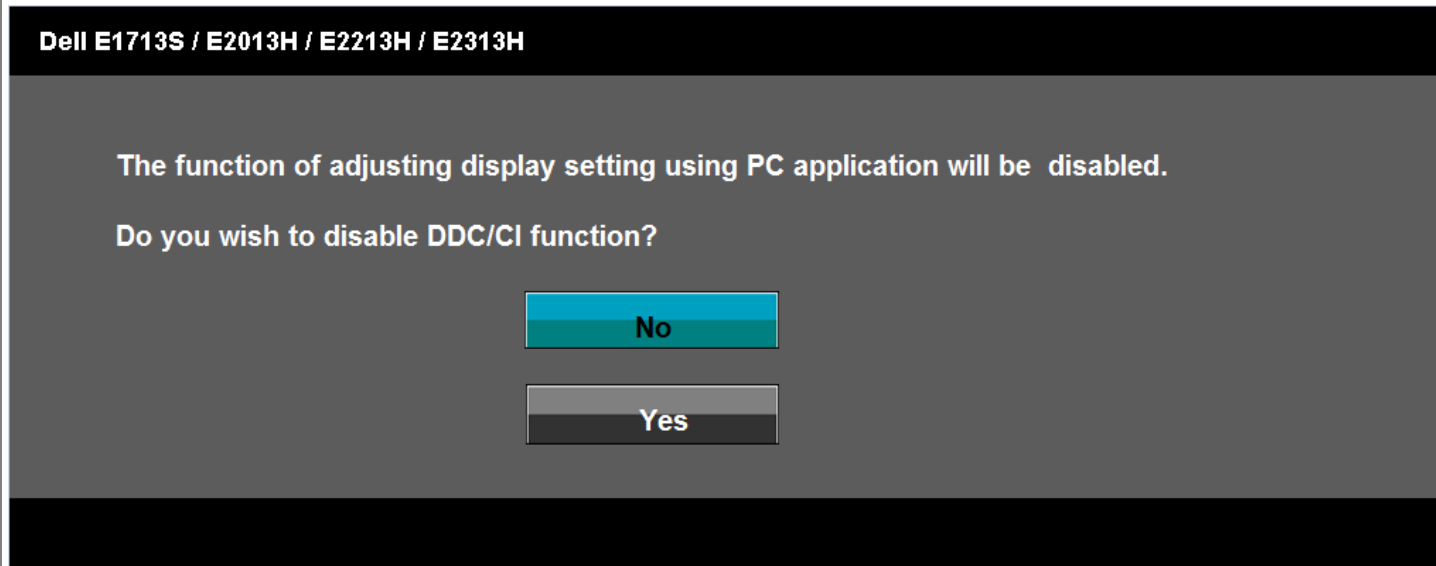 Dell E1713S / E2013H / E2213H / E2313H
The function of adjusting display setting using PC application will be  disabled.
Do you wish to disable DDC/CI function?
No
Yes